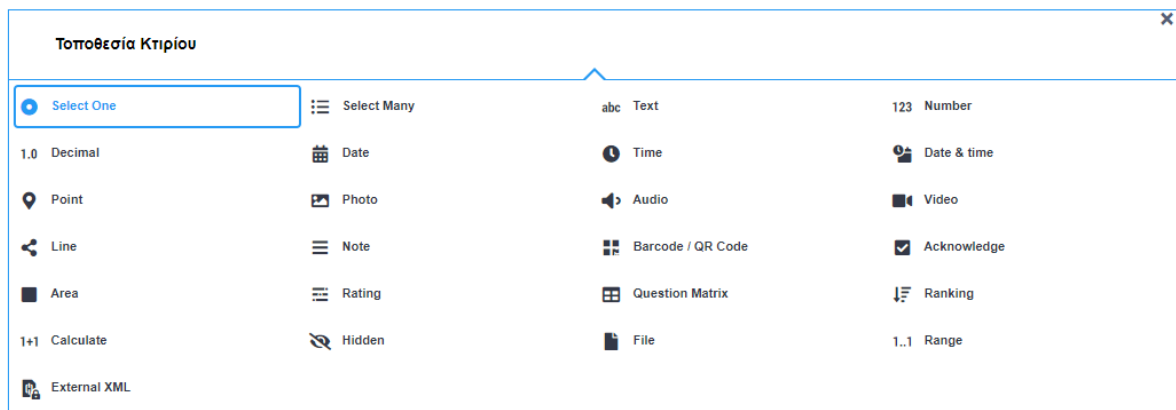 Τοποθεσία Κτιρίου
Select One Select Many abc Text 123 Number
1.0 Decimal Date Time Date & time
Point Photo Audio Video
Line Note Barcode / QR Code Acknowledge
Area Rating Question Matrix Ranking
1+1 Calculate Hidden File 1..1 Range
External XML